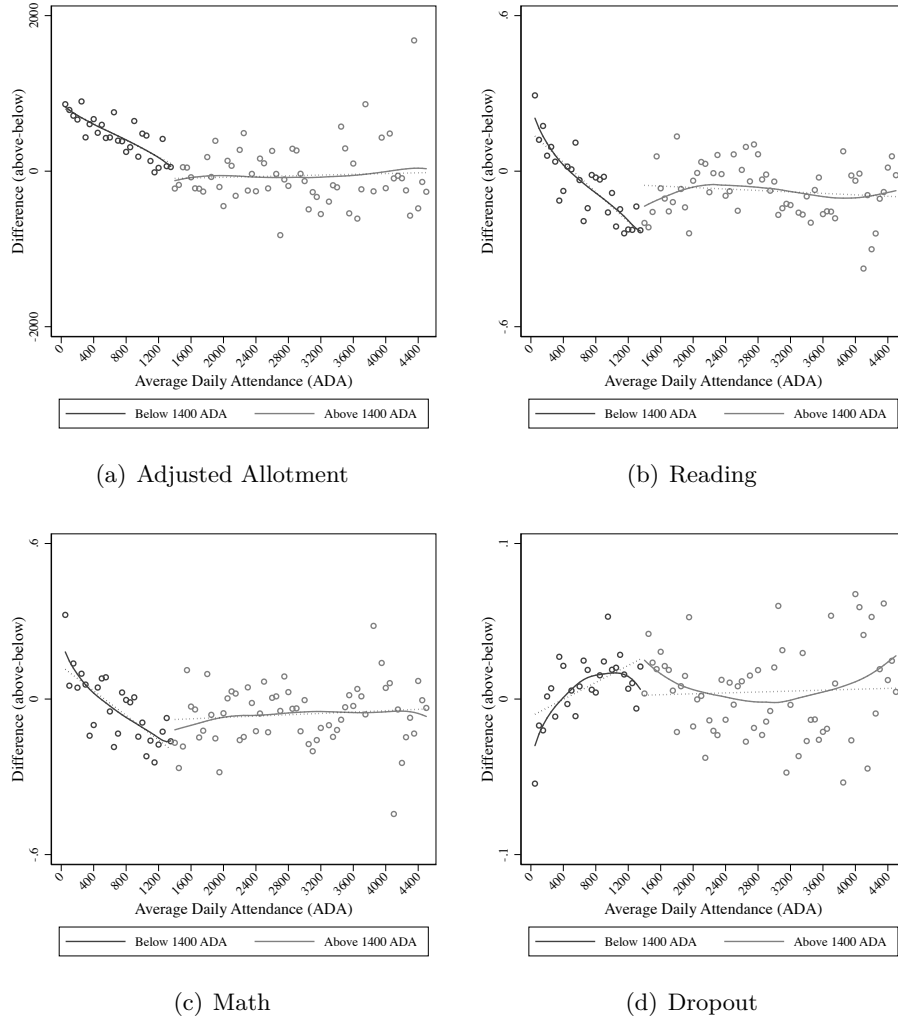 2000
0
-2000
Difference (above-below)
0 400 800 1200 1600 2000 2400 2800 3200 3600 4000 4400
Average Daily Attendance (ADA)
Below 1400 ADA Above 1400 ADA
(a) Adjusted Allotment
.6
0
-.6
Difference (above-below)
0 400 800 1200 1600 2000 2400 2800 3200 3600 4000 4400
Average Daily Attendance (ADA)
Below 1400 ADA Above 1400 ADA
(b) Reading
.6
0
-.6
Difference (above-below)
0 400 800 1200 1600 2000 2400 2800 3200 3600 4000 4400
Average Daily Attendance (ADA)
Below 1400 ADA Above 1400 ADA
(c) Math
.1
0
-.1
Difference (above-below)
0 400 800 1200 1600 2000 2400 2800 3200 3600 4000 4400
Average Daily Attendance (ADA)
Below 1400 ADA Above 1400 ADA
(d) Dropout